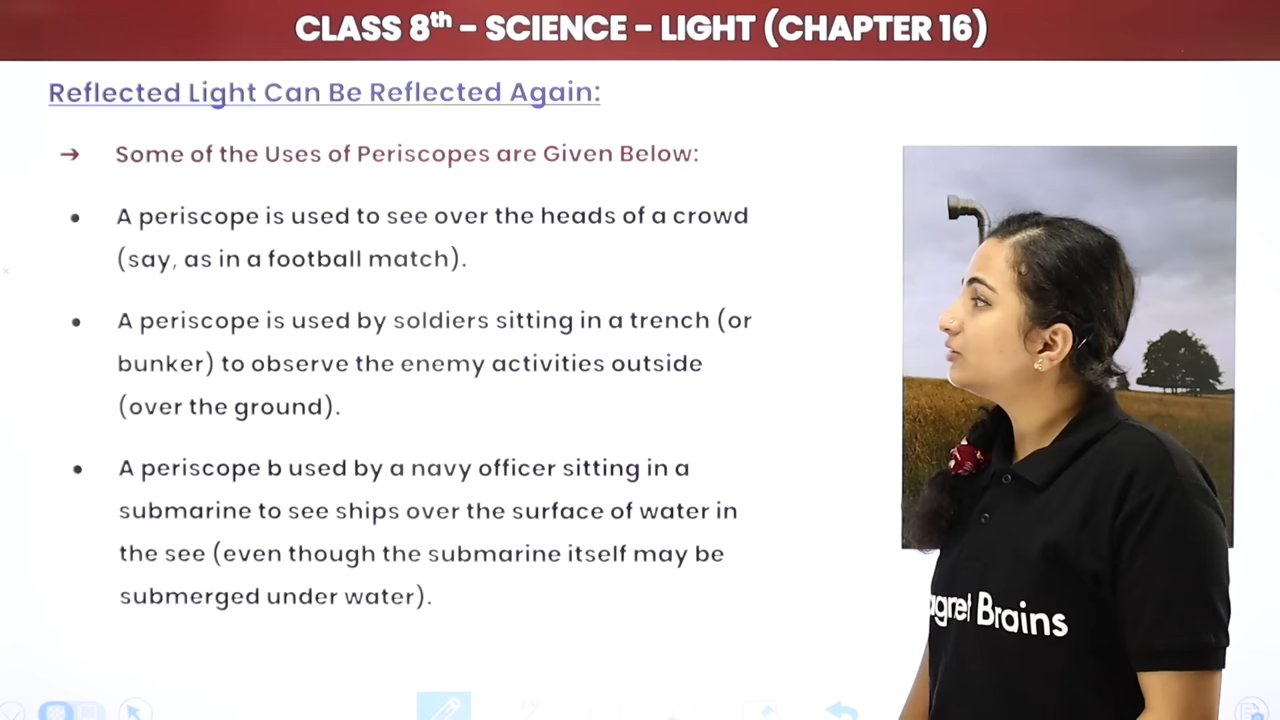 CLASS 8th – SCIENCE – LIGHT (CHAPTER 16)
Reflected Light Can Be Reflected Again:
→ Some of the Uses of Periscopes are Given Below:
• A periscope is used to see over the heads of a crowd
(say, as in a football match).
• A periscope is used by soldiers sitting in a trench (or
bunker) to observe the enemy activities outside
(over the ground).
• A periscope b used by a navy officer sitting in a
submarine to see ships over the surface of water in
the see (even though the submarine itself may be
submerged under water).
agnet Brains